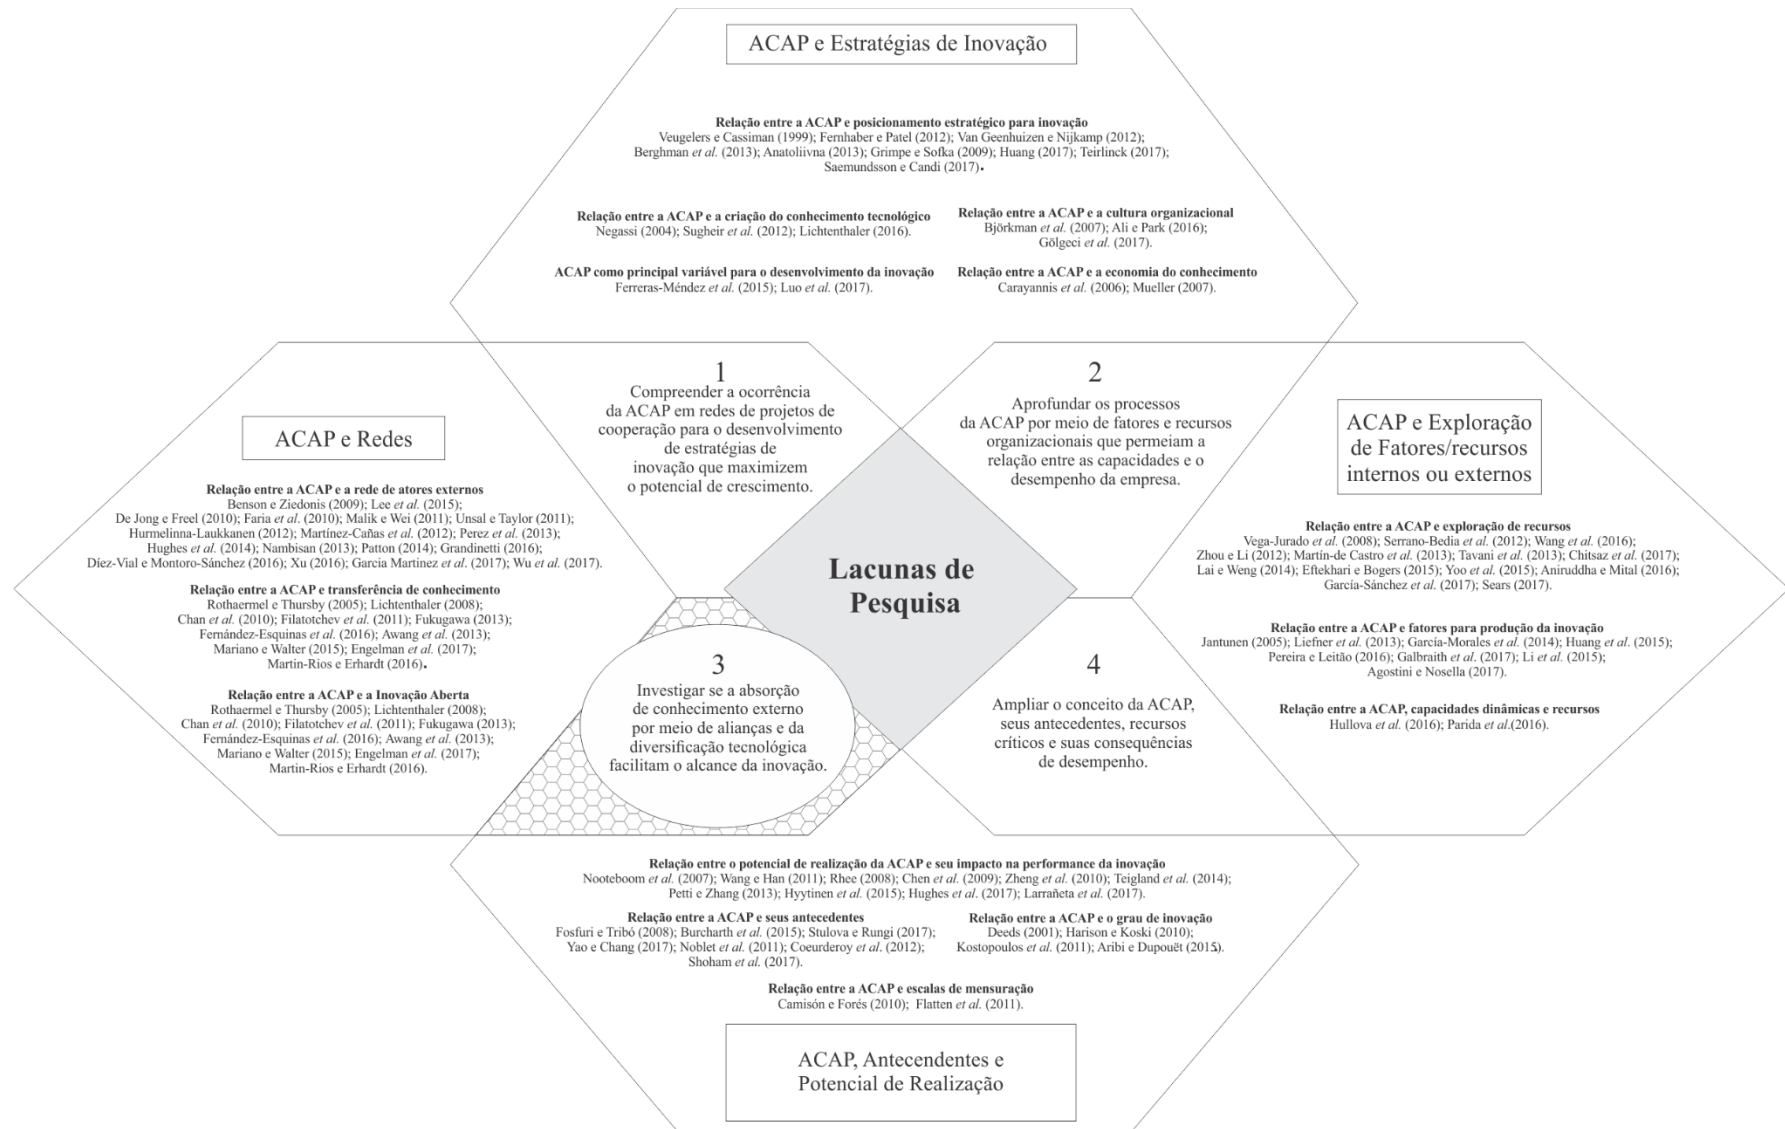 ACAP e Estratégias de Inovação
Relação entre a ACAP e posicionamento estratégico para inovação
Veugelers e Cassiman (1999); Fernhaber e Patel (2012); Van Geenhuizen e Nijkamp (2012);
Berghman et al. (2013); Anatoliivna (2013); Grimpe e Sofka (2009); Huang (2017); Teirlinck (2017);
Saemundsson e Candi (2017).
Relação entre a ACAP e a criação do conhecimento tecnológico
Negassi (2004); Sugheir et al. (2012); Lichtenthaler (2016).
Relação entre a ACAP e a cultura organizacional
Björkman et al. (2007); Ali e Park (2016);
Gölgeci et al. (2017).
ACAP como principal variável para o desenvolvimento da inovação
Ferreras-Méndez et al. (2015); Luo et al. (2017).
Relação entre a ACAP e a economia do conhecimento
Carayannis et al. (2006); Mueller (2007).
1
Compreender a ocorrência
da ACAP em redes de projetos de
cooperação para o desenvolvimento
de estratégias de
inovação que maximizem
o potencial de crescimento.
2
Aprofundar os processos
da ACAP por meio de fatores e recursos
organizacionais que permeiam a
relação entre as capacidades e o
desempenho da empresa.
ACAP e Redes
Relação entre a ACAP e a rede de atores externos
Benson e Ziedonis (2009); Lee et al. (2015);
De Jong e Freel (2010); Faria et al. (2010); Malik e Wei (2011); Unsal e Taylor (2011);
Hurmelinna-Laukkanen (2012); Martínez-Cañas et al. (2012); Perez et al. (2013);
Hughes et al. (2014); Nambisan (2013); Patton (2014); Grandinetti (2016);
Díez-Vial e Montoro-Sánchez (2016); Xu (2016); Garcia Martinez et al. (2017); Wu et al. (2017).
Relação entre a ACAP e transferência de conhecimento
Rothaermel e Thursby (2005); Lichtenthaler (2008);
Chan et al. (2010); Filatotchev et al. (2011); Fukugawa (2013);
Fernández-Esquinas et al. (2016); Awang et al. (2013);
Mariano e Walter (2015); Engelman et al. (2017);
Martin-Rios e Erhardt (2016).
Relação entre a ACAP e a Inovação Aberta
Rothaermel e Thursby (2005); Lichtenthaler (2008);
Chan et al. (2010); Filatotchev et al. (2011); Fukugawa (2013);
Fernández-Esquinas et al. (2016); Awang et al. (2013);
Mariano e Walter (2015); Engelman et al. (2017);
Martin-Rios e Erhardt (2016).
Lacunas de
Pesquisa
ACAP e Exploração
de Fatores/recursos
internos ou externos
Relação entre a ACAP e exploração de recursos
Vega-Jurado et al. (2008); Serrano-Bedia et al. (2012); Wang et al. (2016);
Zhou e Li (2012); Martín-de Castro et al. (2013); Tavani et al. (2013); Chitsaz et al. (2017);
Lai e Weng (2014); Eftekhari e Bogers (2015); Yoo et al. (2015); Aniruddha e Mital (2016);
García-Sánchez et al. (2017); Sears (2017).
Relação entre a ACAP e fatores para produção da inovação
Jantunen (2005); Liefner et al. (2013); García-Morales et al. (2014); Huang et al. (2015);
Pereira e Leitão (2016); Galbraith et al. (2017); Li et al. (2015);
Agostini e Nosella (2017).
Relação entre a ACAP, capacidades dinâmicas e recursos
Hullova et al. (2016); Parida et al.(2016).
3
Investigar se a absorção
de conhecimento externo
por meio de alianças e da
diversificação tecnológica
facilitam o alcance da inovação.
4
Ampliar o conceito da ACAP,
seus antecedentes, recursos
críticos e suas consequências
de desempenho.
Relação entre o potencial de realização da ACAP e seu impacto na performance da inovação
Nooteboom et al. (2007); Wang e Han (2011); Rhee (2008); Chen et al. (2009); Zheng et al. (2010); Teigland et al. (2014);
Petti e Zhang (2013); Hyytinen et al. (2015); Hughes et al. (2017); Larrañeta et al. (2017).
Relação entre a ACAP e seus antecedentes
Fosfuri e Tribó (2008); Burcharth et al. (2015); Stulova e Rungi (2017);
Yao e Chang (2017); Noblet et al. (2011); Coeurderoy et al. (2012);
Shoham et al. (2017).
Relação entre a ACAP e o grau de inovação
Deeds (2001); Harison e Koski (2010);
Kostopoulos et al. (2011); Aribi e Dupouët (2015).
Relação entre a ACAP e escalas de mensuração
Camisón e Forés (2010); Flatten et al. (2011).
ACAP, Antecendentes e
Potencial de Realização